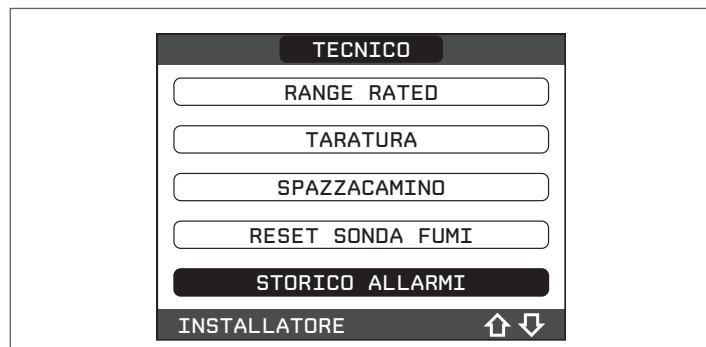 TECNICO
RANGE RATED
TARATURA
SPAZZACAMINO
RESET SONDA FUMI
STORICO ALLARMI
INSTALLATORE